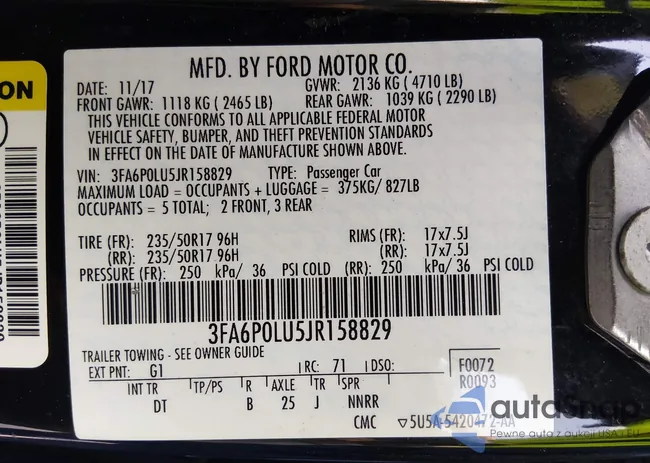 ON
MFD. BY FORD MOTOR CO.
DATE: 11/17 GVWR: 2136 KG (4710 LB)
FRONT GAWR: 1118 KG (2465 LB) REAR GAWR: 1039 KG (2290 LB)
THIS VEHICLE CONFORMS TO ALL APPLICABLE FEDERAL MOTOR
VEHICLE SAFETY, BUMPER, AND THEFT PREVENTION STANDARDS
IN EFFECT ON THE DATE OF MANUFACTURE SHOWN ABOVE.
VIN: 3FA6P0LU5JR158829 TYPE: Passenger Car
MAXIMUM LOAD = OCCUPANTS + LUGGAGE = 375KG/ 827LB
OCCUPANTS = 5 TOTAL; 2 FRONT, 3 REAR
TIRE (FR): 235/50R17 96H RIMS (FR): 17x7.5J
(RR): 235/50R17 96H (RR): 17x7.5J
PRESSURE (FR): 250 kPa/ 36 PSI COLD (RR): 250 kPa/ 36 PSI COLD
3FA6P0LU5JR158829
TRAILER TOWING - SEE OWNER GUIDE
EXT PNT: G1 RC: 71 DSO: F0072
R0093
INT TR TP/PS R AXLE TR SPR
DT B 25 J NNRR
CMC ▽5U5A-5420472-AA
autoSnap
Pewne auto z aukcji USA i EU